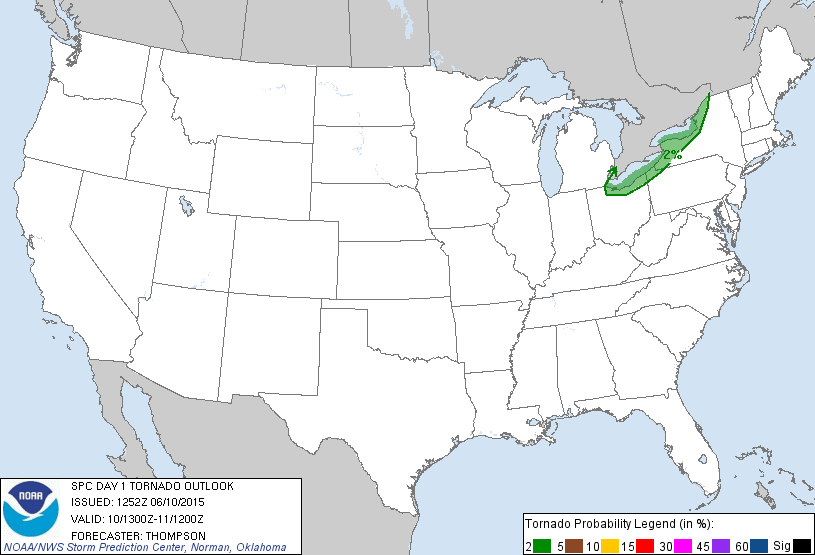 2%
2
NOAA
SPC DAY 1 TORNADO OUTLOOK
ISSUED: 1252Z 06/10/2015
VALID: 10/1300Z-11/1200Z
FORECASTER: THOMPSON
NOAA/NWS Storm Prediction Center, Norman, Oklahoma
Tornado Probability Legend (in %):
2 5 10 15 30 45 60 Sig